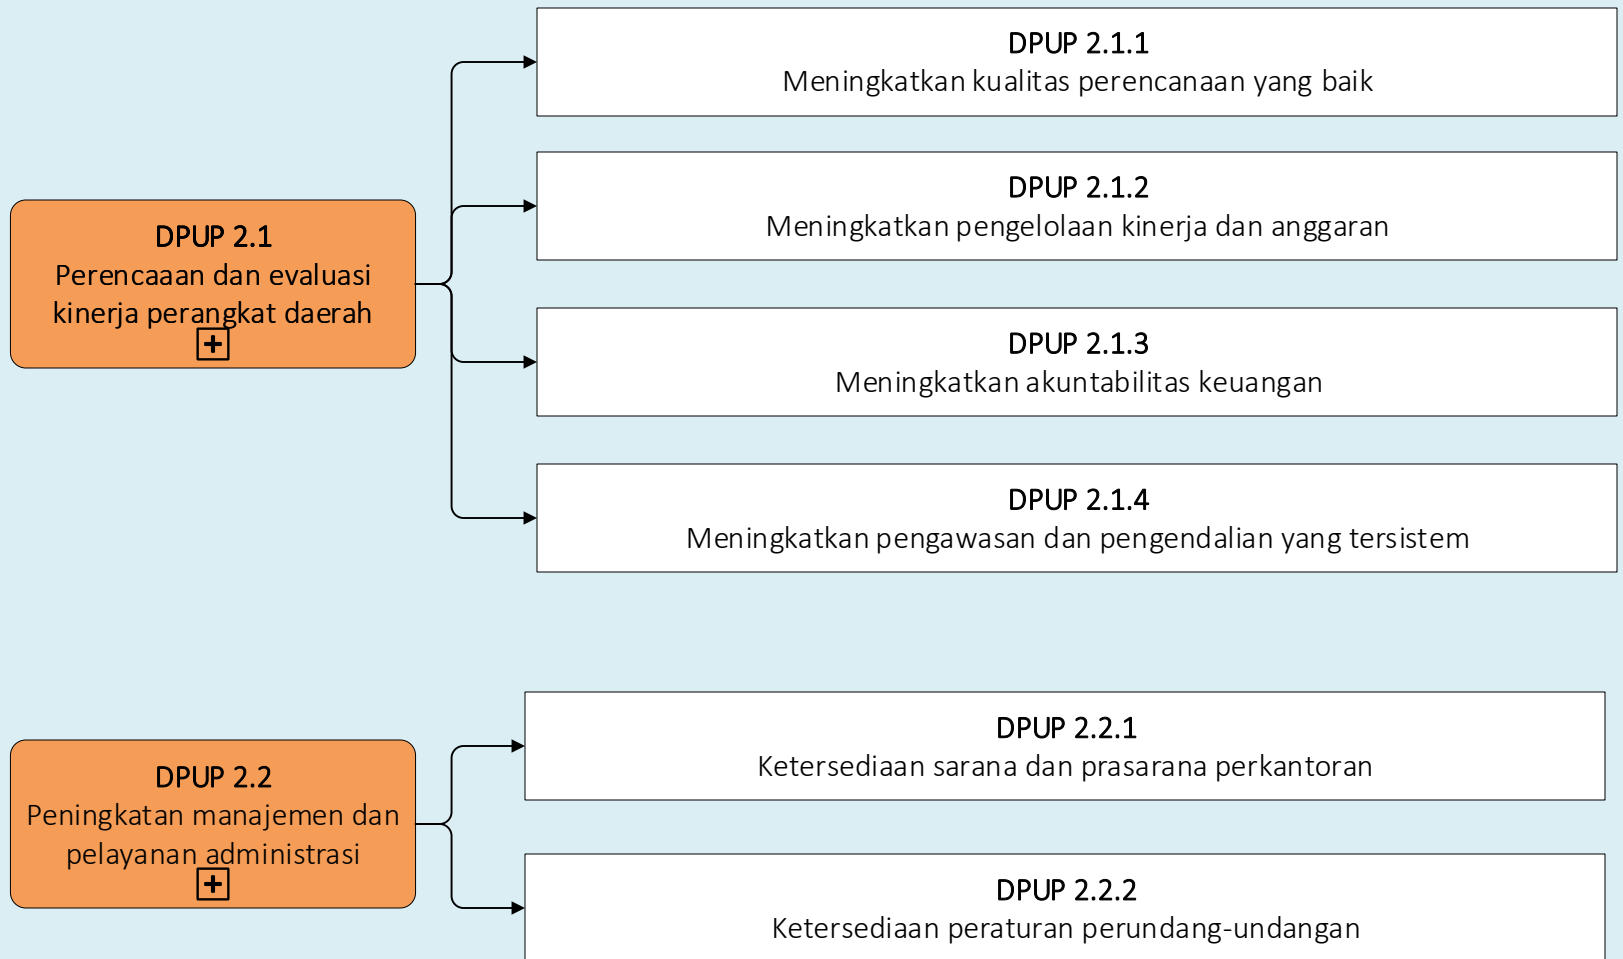 DPUP 2.1
Perencaaan dan evaluasi
kinerja perangkat daerah
DPUP 2.1.1
Meningkatkan kualitas perencanaan yang baik
DPUP 2.1.2
Meningkatkan pengelolaan kinerja dan anggaran
DPUP 2.1.3
Meningkatkan akuntabilitas keuangan
DPUP 2.1.4
Meningkatkan pengawasan dan pengendalian yang tersistem
DPUP 2.2
Peningkatan manajemen dan
pelayanan administrasi
DPUP 2.2.1
Ketersediaan sarana dan prasarana perkantoran
DPUP 2.2.2
Ketersediaan peraturan perundang-undangan